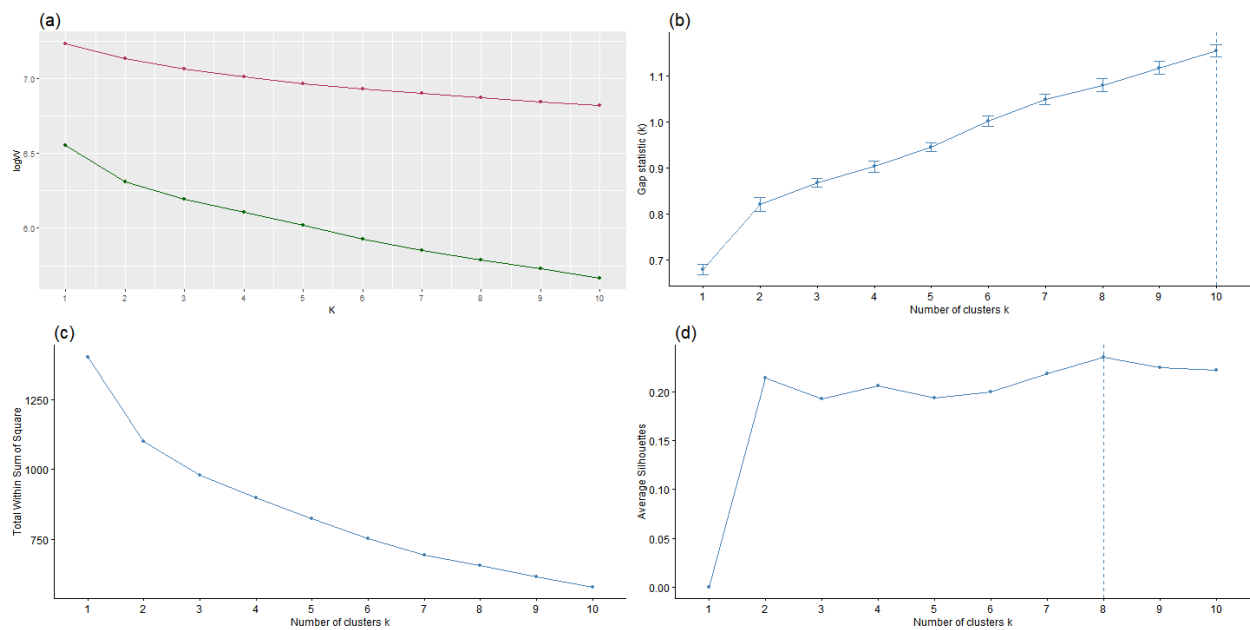 (a)
7.0
6.5
6.0
logW
1 2 3 4 5 6 7 8 9 10
K
(b)
1.1
1.0
0.9
0.8
0.7
Gap statistic (k)
1 2 3 4 5 6 7 8 9 10
Number of clusters k
(c)
1250
1000
750
Total Within Sum of Square
1 2 3 4 5 6 7 8 9 10
Number of clusters k
(d)
0.20
0.15
0.10
0.05
0.00
Average Silhouettes
1 2 3 4 5 6 7 8 9 10
Number of clusters k